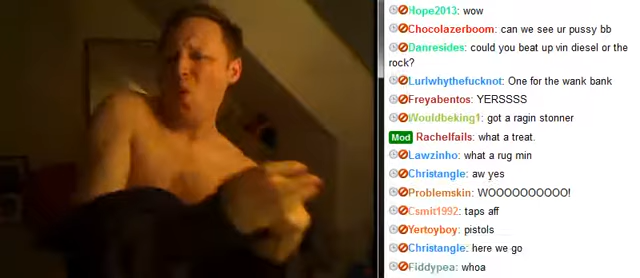 Hope2013: wow
Chocolazerboom: can we see ur pussy bb
Danresides: could you beat up vin diesel or the
rock?
Lurlwhythefucknot: One for the wank bank
Freyabentos: YERSSSS
Wouldbeking1: got a ragin stonner
Mod Rachelfails: what a treat.
Lawzinho: what a rug min
Christangle: aw yes
Problemskin: WOOOOOOOOOO!
Csmit1992: taps aff
Yertoyboy: pistols
Christangle: here we go
Fiddypea: whoa